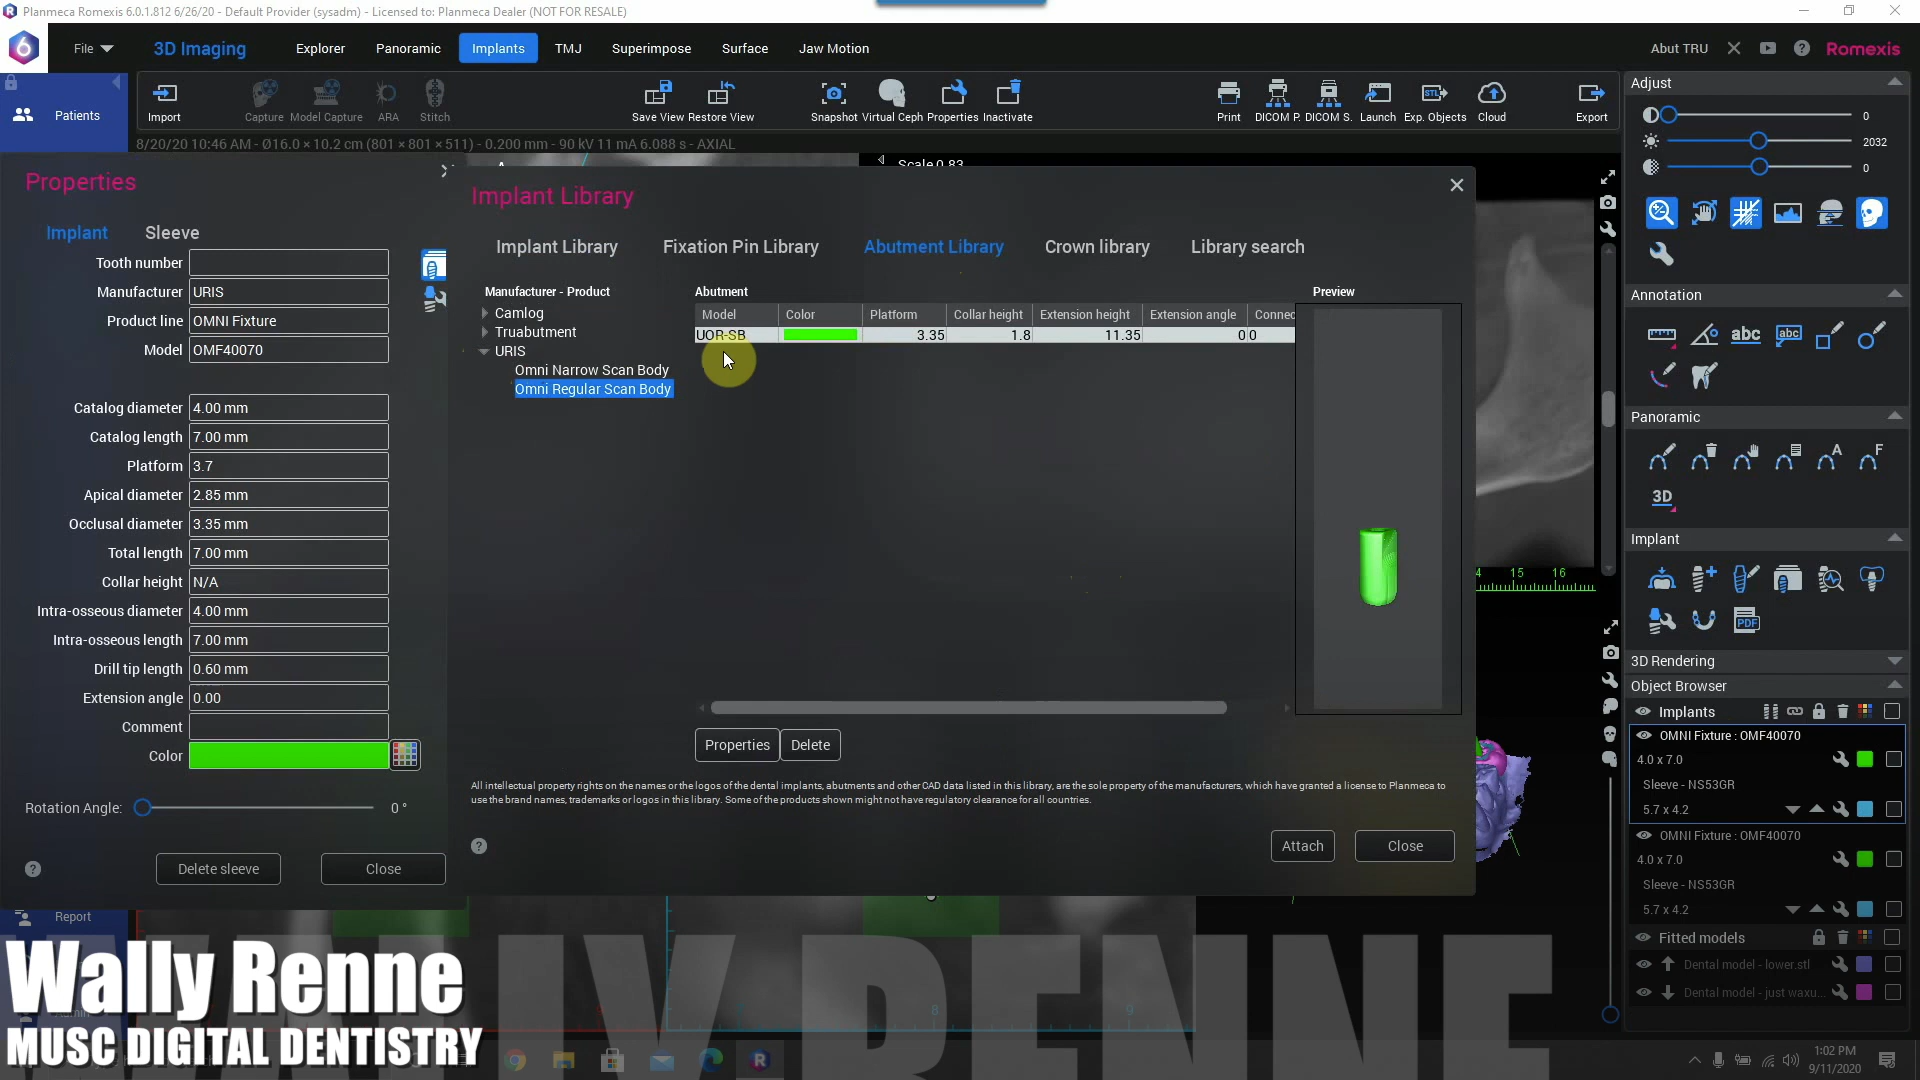 Planmeca Romexis 6.0.1.812 6/26/20 - Default Provider (sysadm) - Licensed to: Planmeca Dealer (NOT FOR RESALE)
6 File 3D Imaging Explorer Panoramic Implants TMJ Superimpose Surface Jaw Motion Abut TRU Romexis
Patients
Import Capture Model Capture ARA Stitch Save View Restore View Snapshot Virtual Ceph Properties Inactivate Print DICOM P. DICOM S. Launch Exp. Objects Cloud Export
8/20/20 10:46 AM - Ø16.0 × 10.2 cm (801 × 801 × 511) - 0.200 mm - 90 kV 11 mA 6.088 s - AXIAL
Scale 0.83
Properties
Implant Sleeve
Tooth number
Manufacturer URIS
Product line OMNI Fixture
Model OMF40070
Catalog diameter 4.00 mm
Catalog length 7.00 mm
Platform 3.7
Apical diameter 2.85 mm
Occlusal diameter 3.35 mm
Total length 7.00 mm
Collar height N/A
Intra-osseous diameter 4.00 mm
Intra-osseous length 7.00 mm
Drill tip length 0.60 mm
Extension angle 0.00
Comment
Color
Rotation Angle: 0 °
Delete sleeve Close
Report
Implant Library
Implant Library Fixation Pin Library Abutment Library Crown library Library search
Manufacturer - Product
Camlog
Truabutment
URIS
Omni Narrow Scan Body
Omni Regular Scan Body
Abutment
Model Color Platform Collar height Extension height Extension angle Connec
UOR-SB 3.35 1.8 11.35 0 0
Preview
Properties Delete
All intellectual property rights on the names or the logos of the dental implants, abutments and other CAD data listed in this library, are the sole property of the manufacturers, which have granted a license to Planmeca to
use the brand names, trademarks or logos in this library. Some of the products shown might not have regulatory clearance for all countries.
Attach Close
4 15 16
8 9
Adjust
0
2032
0
Annotation
abc abc
Panoramic
A F
3D
Implant
PDF
3D Rendering
Object Browser
Implants
OMNI Fixture : OMF40070
4.0 x 7.0
Sleeve - NS53GR
5.7 x 4.2
OMNI Fixture : OMF40070
4.0 x 7.0
Sleeve - NS53GR
5.7 x 4.2
Fitted models
Dental model - lower.stl
Dental model - just waxu...
Wally Renne
MUSC DIGITAL DENTISTRY
LY RENNE
1:02 PM
9/11/2020